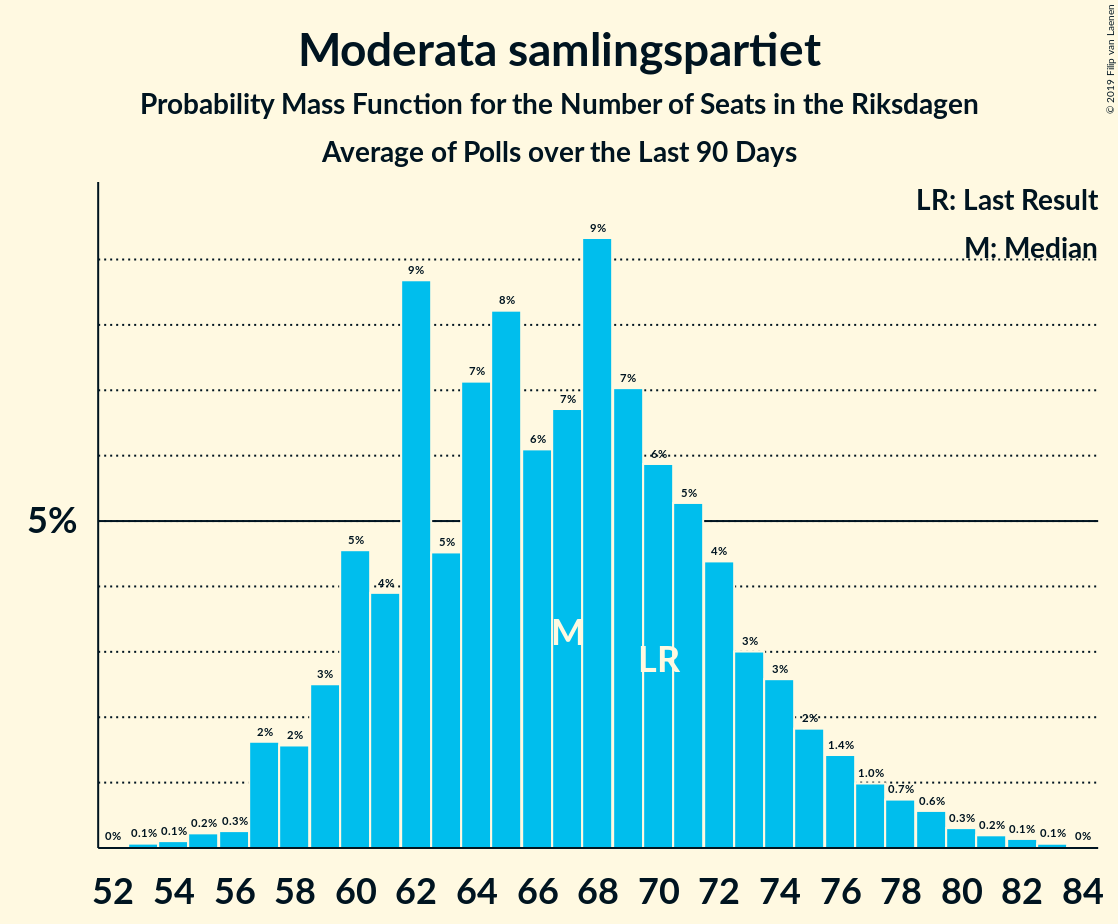 Moderata samlingspartiet
Probability Mass Function for the Number of Seats in the Riksdagen
Average of Polls over the Last 90 Days
© 2019 Filip van Laenen
LR: Last Result
M: Median
5%
0% 0.1% 0.1% 0.2% 0.3% 2% 2% 3% 5% 4% 9% 5% 7% 8% 6% 7% 9% 7% 6% 5% 4% 3% 3% 2% 1.4% 1.0% 0.7% 0.6% 0.3% 0.2% 0.1% 0.1% 0%
M
LR
52 54 56 58 60 62 64 66 68 70 72 74 76 78 80 82 84